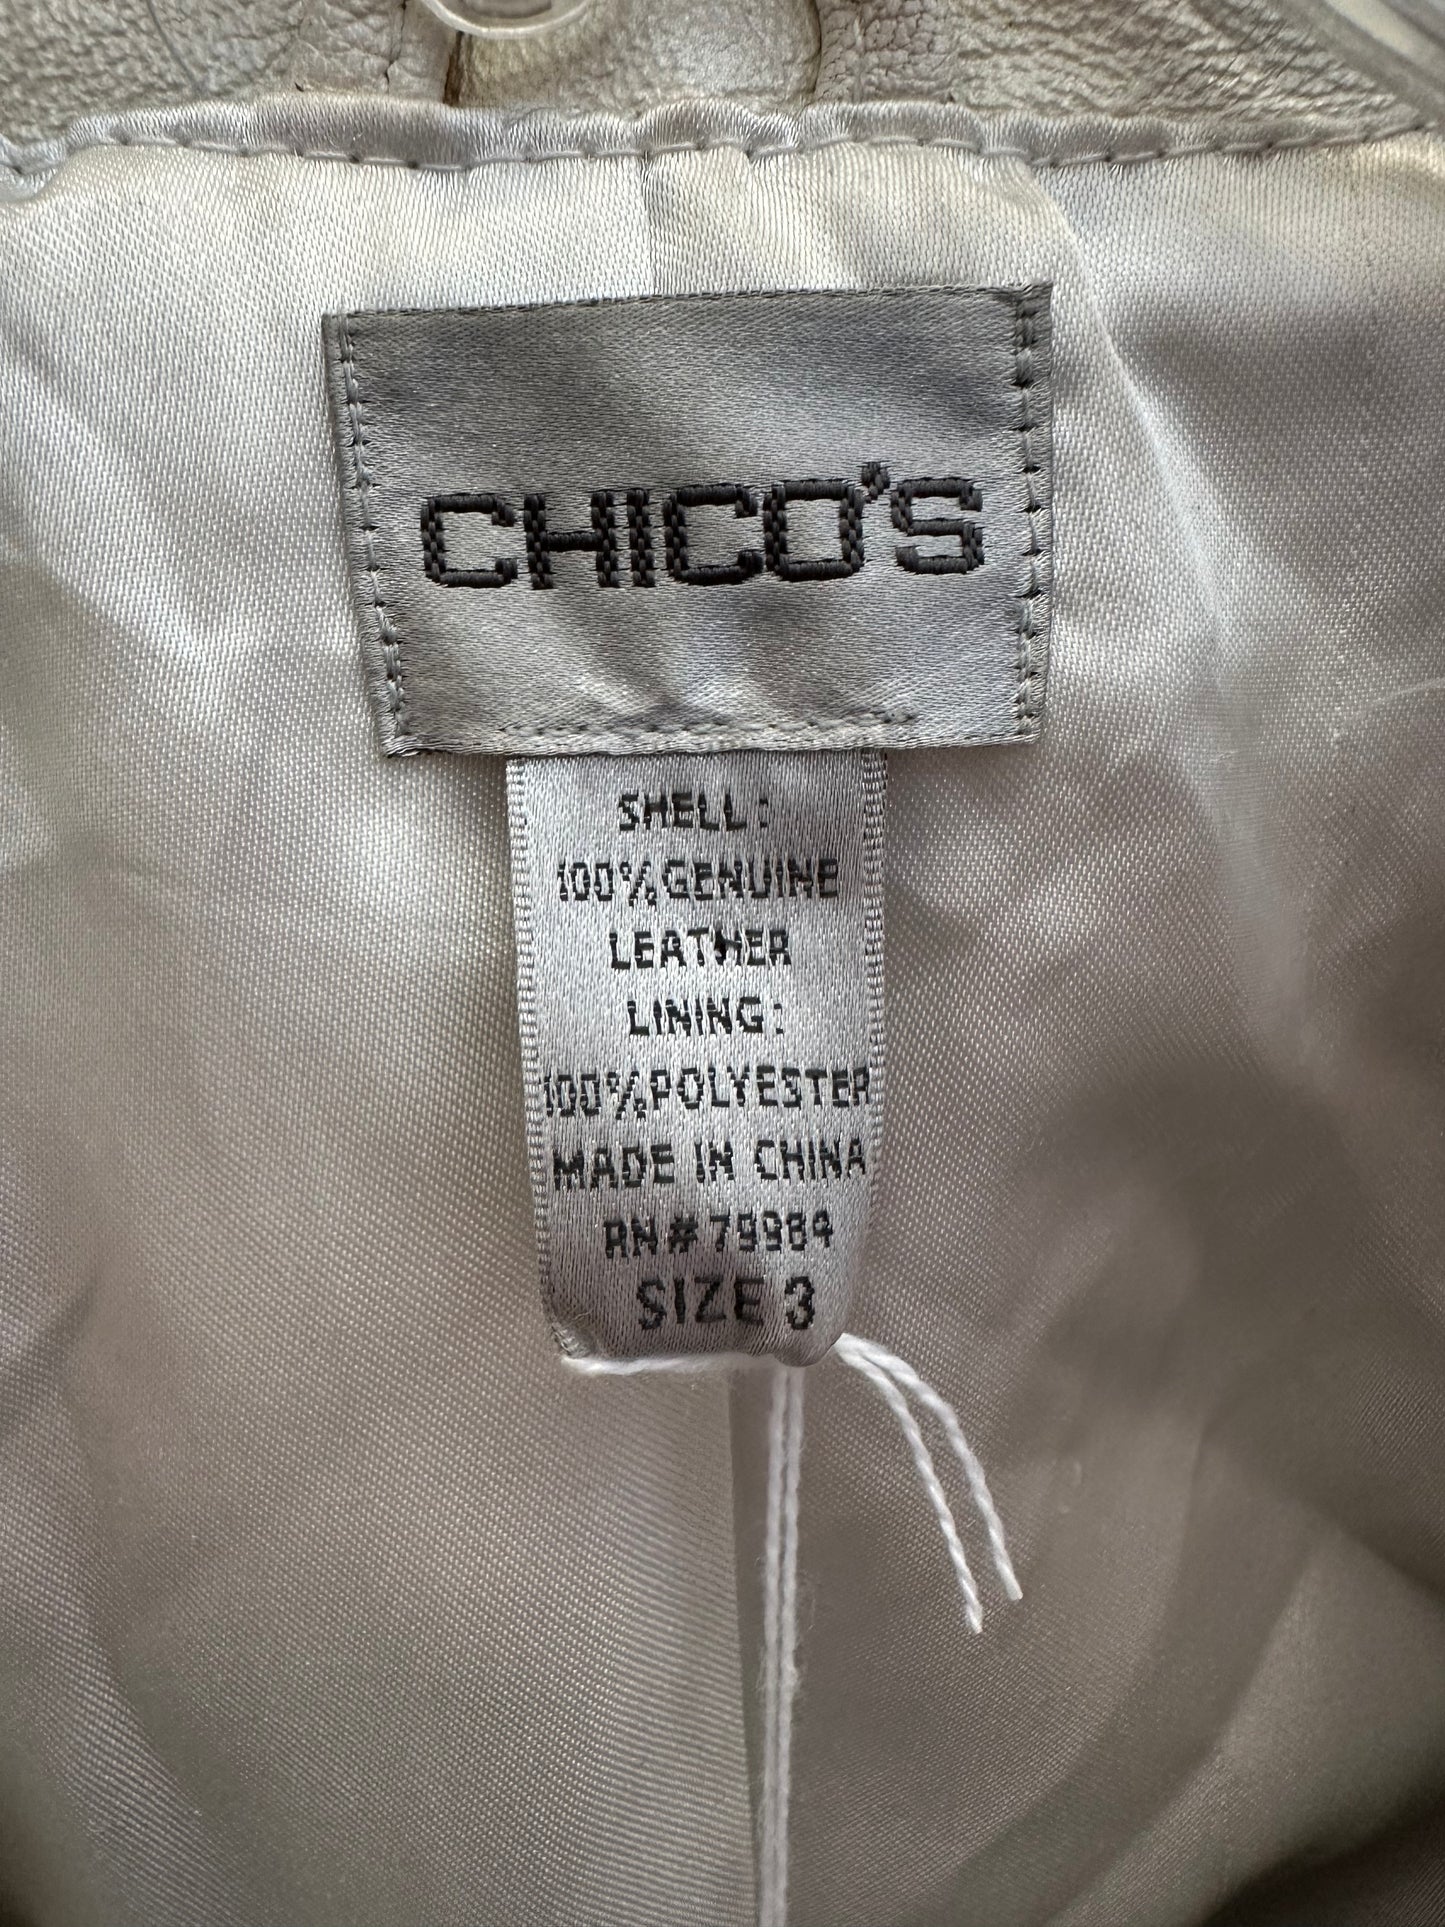 CHICO'S
SHELL:
100% GENUINE
LEATHER
LINING:
100% POLYESTER
MADE IN CHINA
RN# 79984
SIZE 3